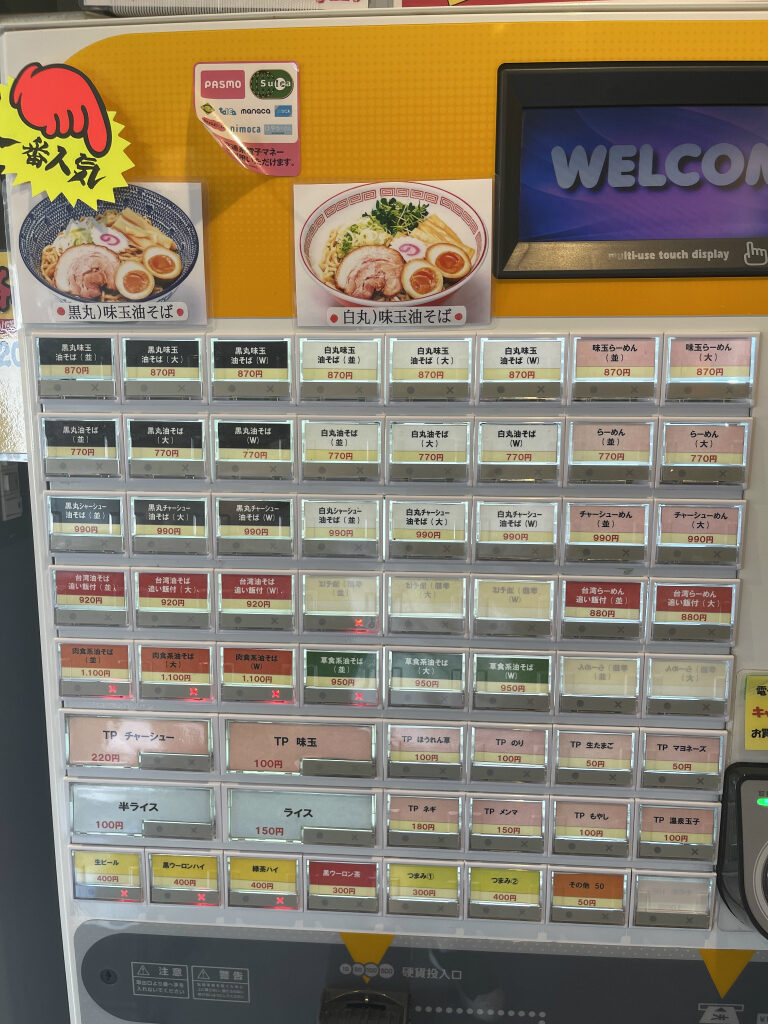 PASMO
Suica
manaca
nimoca
子マネー
いただけます。
一番人気
WELCOM
multi-use touch display
黒丸)味玉油そば
白丸)味玉油そば
黒丸味玉
油そば(並)
870円
黒丸味玉
油そば(大)
870円
黒丸味玉
油そば(W)
870円
白丸味玉
油そば(並)
870円
白丸味玉
油そば(大)
870円
白丸味玉
油そば(W)
870円
味玉らーめん
(並)
870円
味玉らーめん
(大)
870円
黒丸油そば
(並)
770円
黒丸油そば
(大)
770円
黒丸油そば
(W)
770円
白丸油そば
(並)
770円
白丸油そば
(大)
770円
白丸油そば
(W)
770円
らーめん
(並)
770円
らーめん
(大)
770円
黒丸チャーシュー
油そば(並)
990円
黒丸チャーシュー
油そば(大)
990円
黒丸チャーシュー
油そば(W)
990円
白丸チャーシュー
油そば(並)
990円
白丸チャーシュー
油そば(大)
990円
白丸チャーシュー
油そば(W)
990円
チャーシューめん
(並)
990円
チャーシューめん
(大)
990円
台湾油そば
追い飯付(並)
920円
台湾油そば
追い飯付(大)
920円
台湾油そば
追い飯付(W)
920円
台湾らーめん
追い飯付(並)
880円
台湾らーめん
追い飯付(大)
880円
肉食系油そば
(並)
1,100円
肉食系油そば
(大)
1,100円
肉食系油そば
(W)
1,100円
草食系油そば
(並)
950円
草食系油そば
(大)
950円
草食系油そば
(W)
950円
TP チャーシュー
220円
TP 味玉
100円
TP ほうれん草
100円
TP のり
100円
TP 生たまご
50円
TP マヨネーズ
50円
半ライス
100円
ライス
150円
TP ネギ
180円
TP メンマ
150円
TP もやし
100円
TP 温泉玉子
100円
生ビール
400円
黒ウーロンハイ
400円
緑茶ハイ
400円
黒ウーロン茶
300円
つまみ①
300円
つまみ②
400円
その他 50
50円
注意
警告
10 50 100 500 硬貨投入口